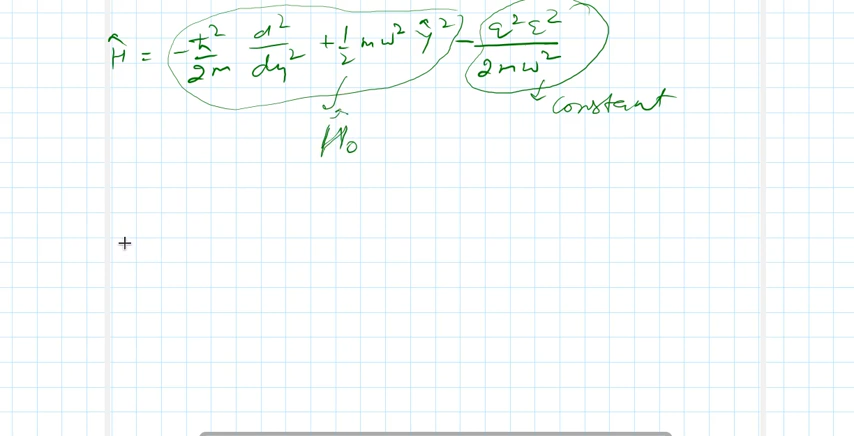 Ĥ = -ħ²/2m d²/dy² + 1/2 mω² ŷ² - q²ε²/2mω²
constant
Ĥ₀